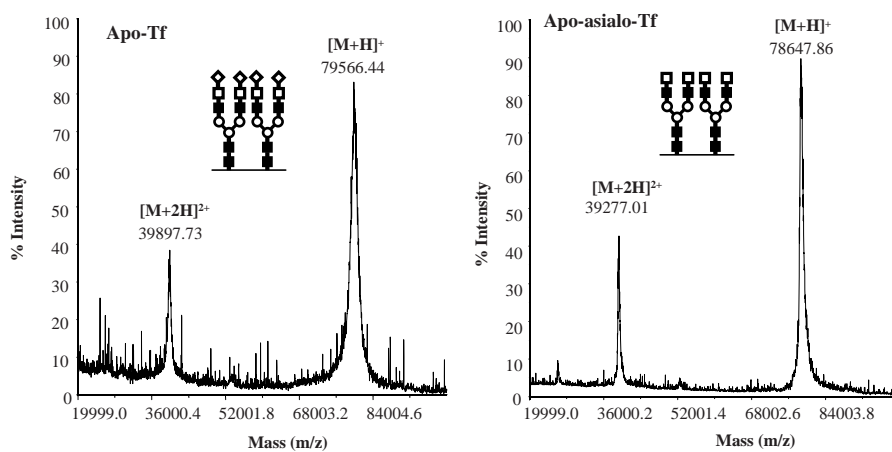 Apo-Tf
[M+H]+
79566.44
[M+2H]2+
39897.73
% Intensity
100
90
80
70
60
50
40
30
20
10
0
19999.0 36000.4 52001.8 68003.2 84004.6
Mass (m/z)
Apo-asialo-Tf
[M+H]+
78647.86
[M+2H]2+
39277.01
% Intensity
100
90
80
70
60
50
40
30
20
10
0
19999.0 36000.2 52001.4 68002.6 84003.8
Mass (m/z)